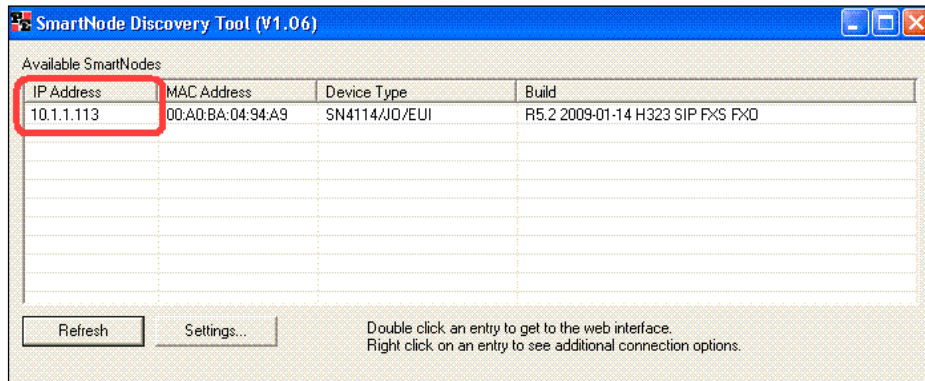 SmartNode Discovery Tool (V1.06)
Available SmartNodes
IP Address MAC Address Device Type Build
10.1.1.113 00:A0:BA:04:94:A9 SN4114/JO/EUI R5.2 2009-01-14 H323 SIP FXS FXO
Refresh Settings... Double click an entry to get to the web interface.
Right click on an entry to see additional connection options.